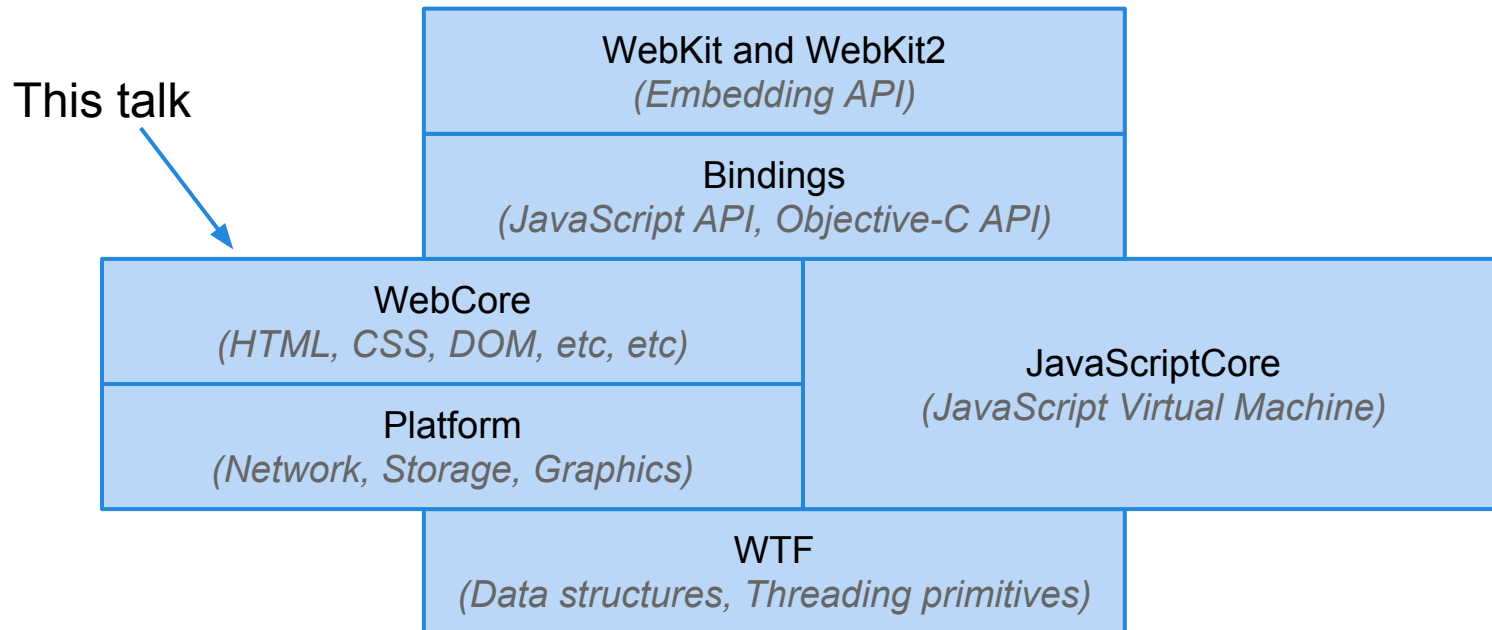 WebKit and WebKit2
(Embedding API)
This talk
Bindings
(JavaScript API, Objective-C API)
WebCore
(HTML, CSS, DOM, etc, etc)
JavaScriptCore
(JavaScript Virtual Machine)
Platform
(Network, Storage, Graphics)
WTF
(Data structures, Threading primitives)